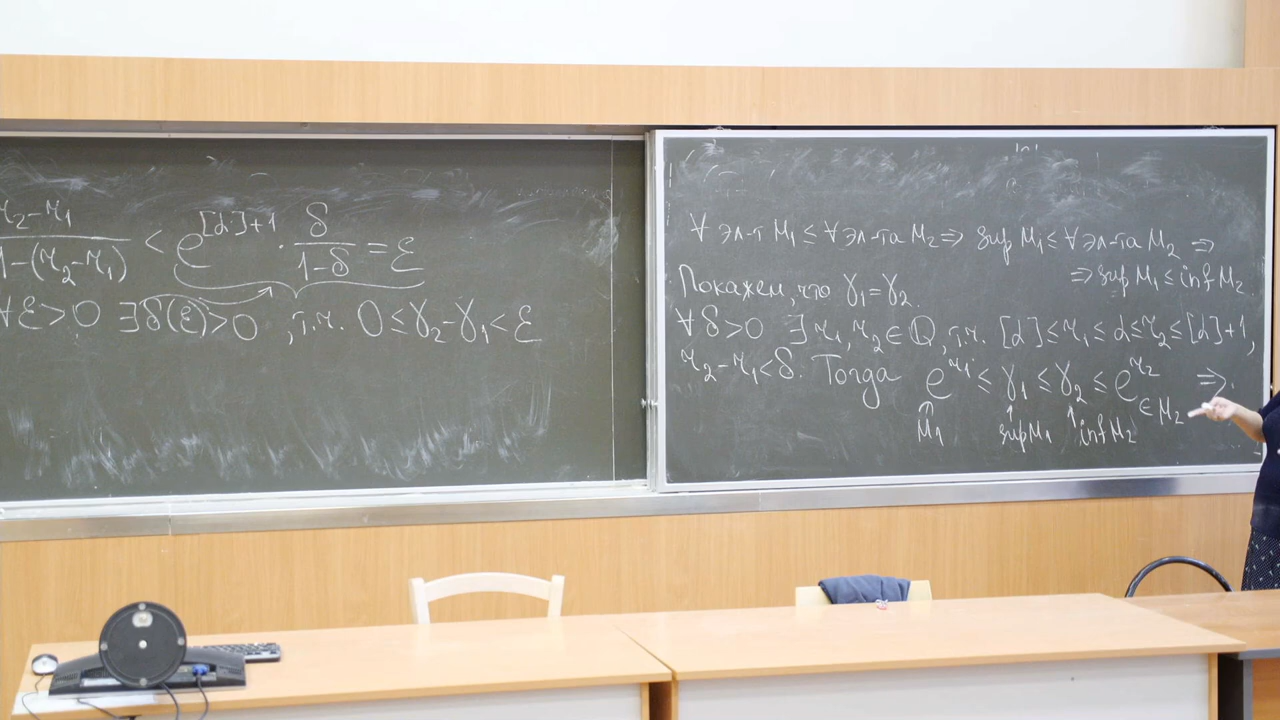 r₂-r₁ / 1-(r₂-r₁) < e^([α]+1) · δ / 1-δ = ε
∀ε>0 ∃δ(ε)>0, т.ч. 0≤γ₂-γ₁<ε
∀ эл-т M₁ ≤ ∀ эл-та M₂ ⇒ sup M₁ ≤ ∀ эл-та M₂ ⇒
⇒ sup M₁ ≤ inf M₂
Покажем, что γ₁=γ₂.
∀δ>0 ∃ r₁, r₂ ∈ ℚ, т.ч. [α]≤r₁≤α≤r₂≤[α]+1,
r₂-r₁<δ. Тогда e^r₁ ≤ γ₁ ≤ γ₂ ≤ e^r₂ ⇒
∈ M₂
↑ ↑ ↑
M₁ sup M₁ inf M₂